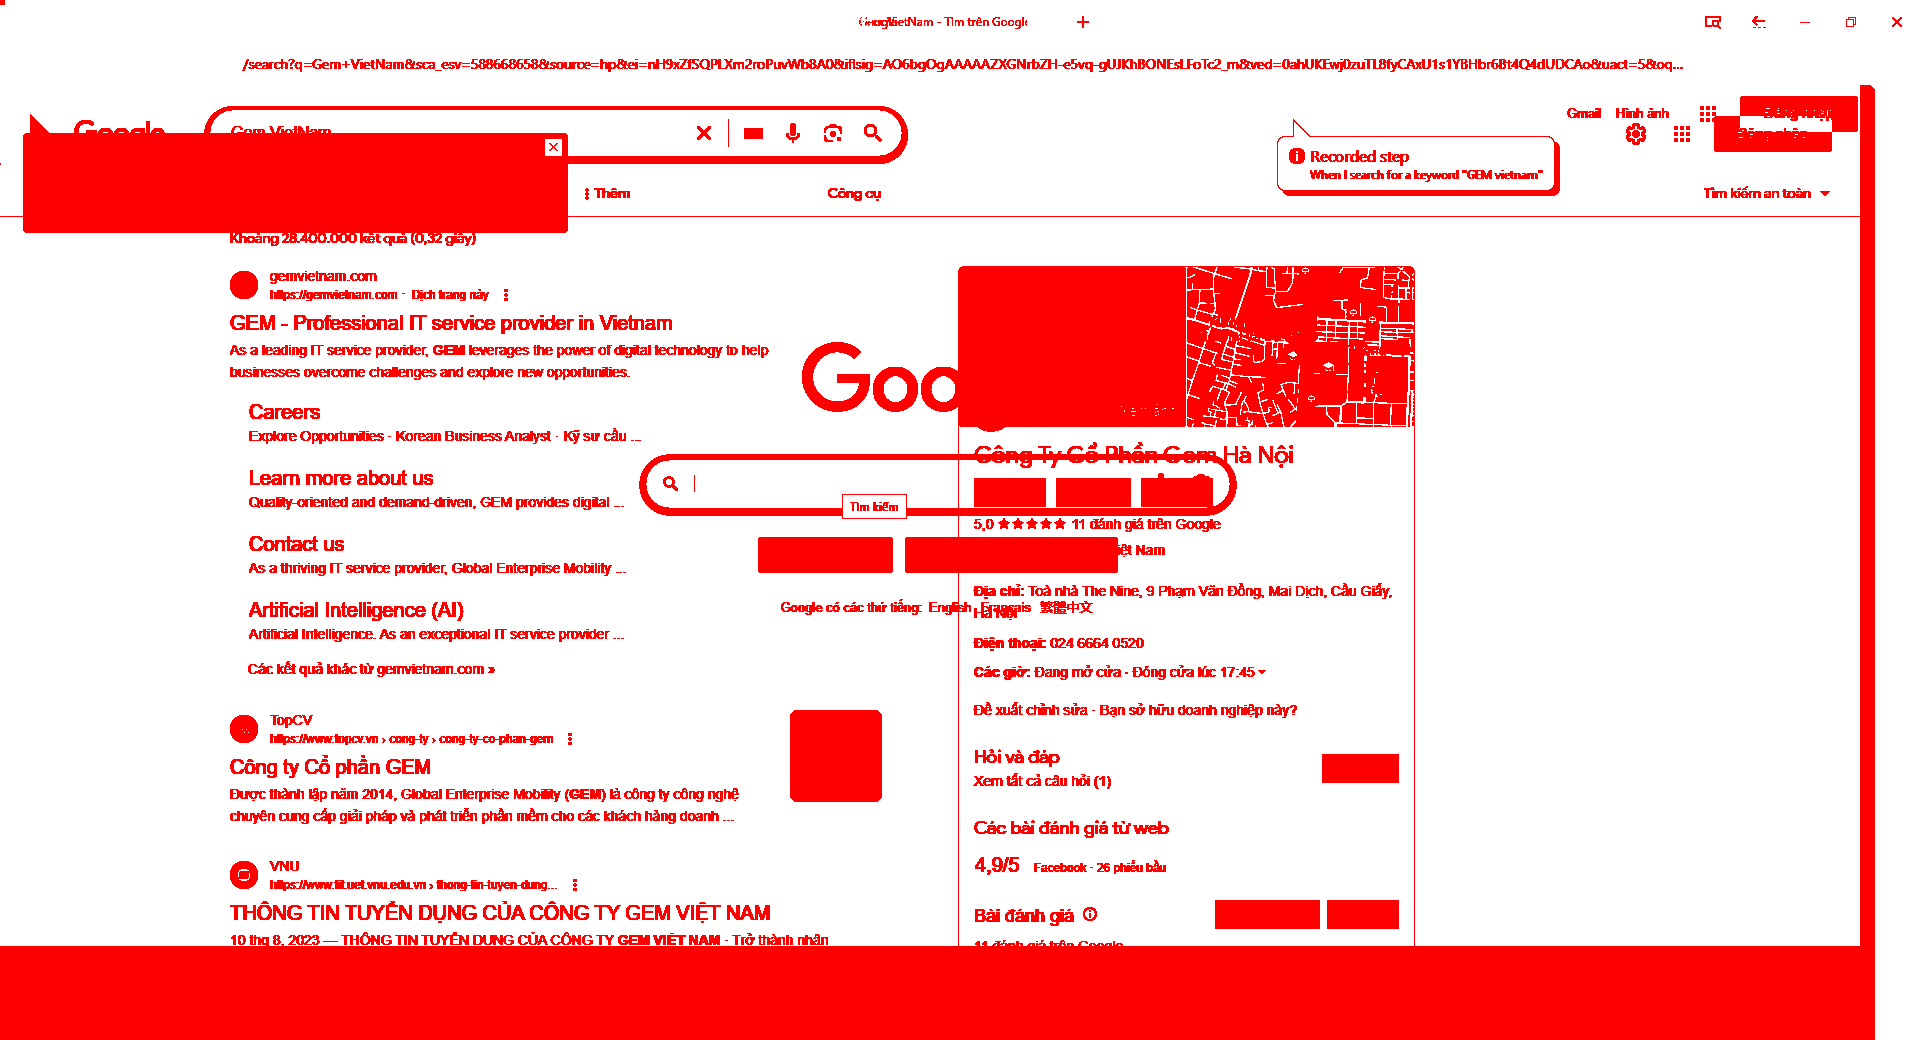 VietNam - Tìm trên Google
/search?q=Gem+VietNam&sca_esv=588668658&source=hp&ei=nH9xZfSQPLXm2roPuvWb8A0&iflsig=AO6bgOgAAAAAZXGNrbZH-e5vq-gUJKhBONEsLFoTc2_m&ved=0ahUKEwj0zuTL8fyCAxU1s1YBHbr6Bt4Q4dUDCAo&uact=5&oq...
Gmail Hình ảnh
Google
Gem VietNam
Recorded step
When I search for a keyword "GEM vietnam"
Thêm
Công cụ
Tìm kiếm an toàn
Khoảng 28.400.000 kết quả (0,32 giây)
gemvietnam.com
https://gemvietnam.com · Dịch trang này
GEM - Professional IT service provider in Vietnam
As a leading IT service provider, GEM leverages the power of digital technology to help
businesses overcome challenges and explore new opportunities.
Careers
Explore Opportunities · Korean Business Analyst · Kỹ sư cầu ...
Learn more about us
Quality-oriented and demand-driven, GEM provides digital ...
Contact us
As a thriving IT service provider, Global Enterprise Mobility ...
Artificial Intelligence (AI)
Artificial Intelligence. As an exceptional IT service provider ...
Các kết quả khác từ gemvietnam.com »
TopCV
https://www.topcv.vn › cong-ty › cong-ty-co-phan-gem
Công ty Cổ phần GEM
Được thành lập năm 2014, Global Enterprise Mobility (GEM) là công ty công nghệ
chuyên cung cấp giải pháp và phát triển phần mềm cho các khách hàng doanh ...
VNU
https://www.fit.uet.vnu.edu.vn › thong-tin-tuyen-dung...
THÔNG TIN TUYỂN DỤNG CỦA CÔNG TY GEM VIỆT NAM
10 thg 8, 2023 — THÔNG TIN TUYỂN DỤNG CỦA CÔNG TY GEM VIỆT NAM - Trở thành nhân
Goo
Tìm kiếm
Google có các thứ tiếng: English Français 繁體中文
Công Ty Cổ Phần Gem Hà Nội
5,0 ★★★★★ 11 đánh giá trên Google
iệt Nam
Địa chỉ: Toà nhà The Nine, 9 Phạm Văn Đồng, Mai Dịch, Cầu Giấy,
Hà Nội
Điện thoại: 024 6664 0520
Các giờ: Đang mở cửa · Đóng cửa lúc 17:45
Đề xuất chỉnh sửa · Bạn sở hữu doanh nghiệp này?
Hỏi và đáp
Xem tất cả câu hỏi (1)
Các bài đánh giá từ web
4,9/5 Facebook · 26 phiếu bầu
Bài đánh giá
11 đánh giá trên Google